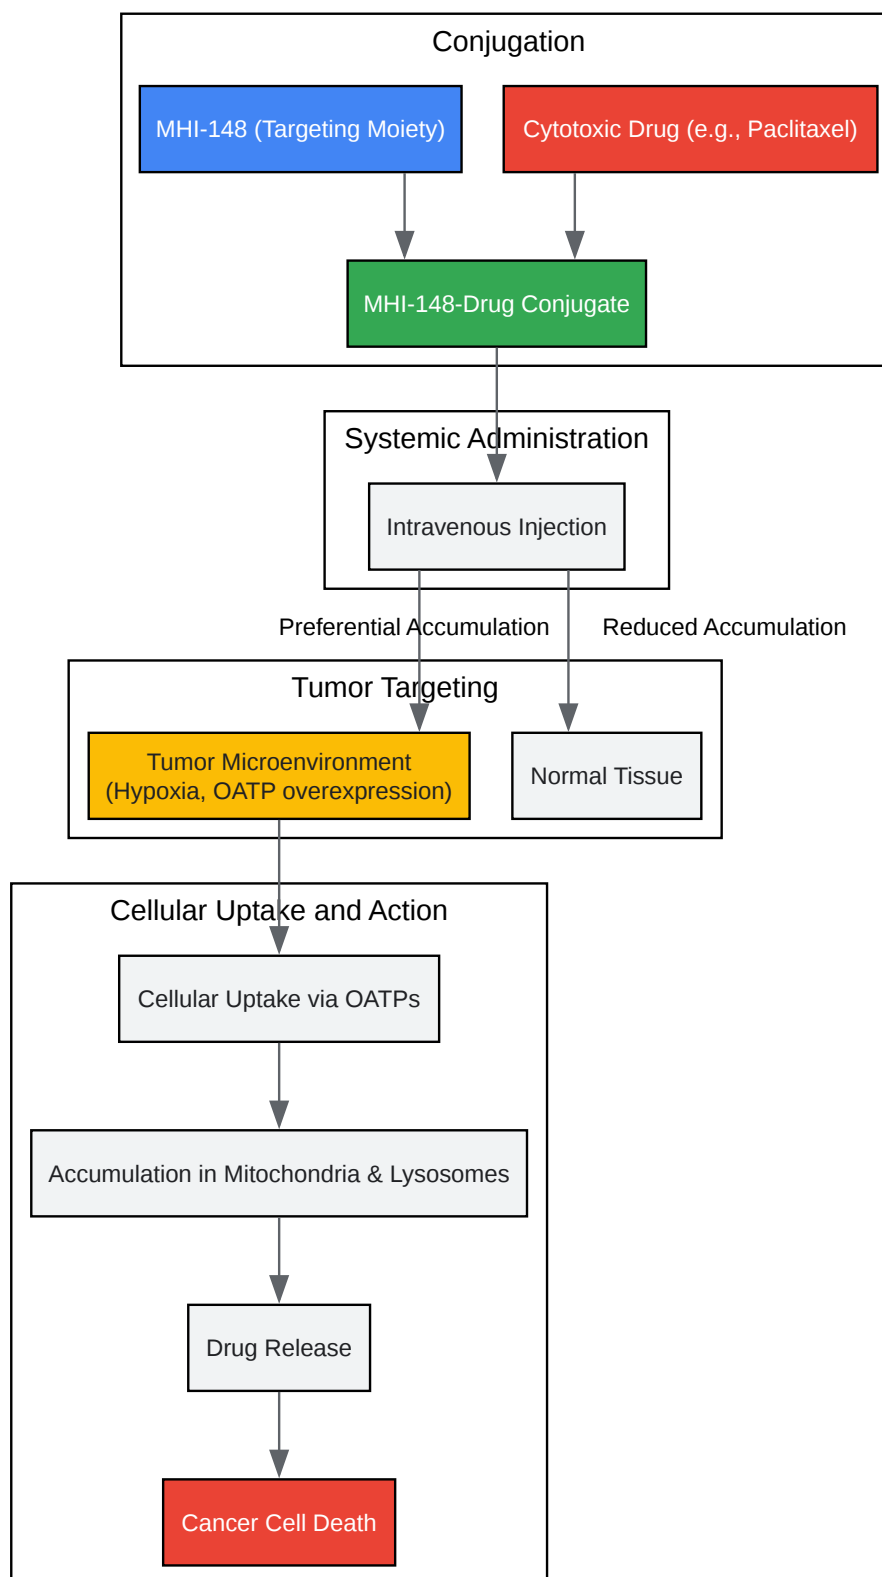 Conjugation
MHI-148 (Targeting Moiety)
Cytotoxic Drug (e.g., Paclitaxel)
MHI-148-Drug Conjugate
Systemic Administration
Intravenous Injection
Preferential Accumulation
Reduced Accumulation
Tumor Targeting
Tumor Microenvironment
(Hypoxia, OATP overexpression)
Normal Tissue
Cellular Uptake and Action
Cellular Uptake via OATPs
Accumulation in Mitochondria & Lysosomes
Drug Release
Cancer Cell Death